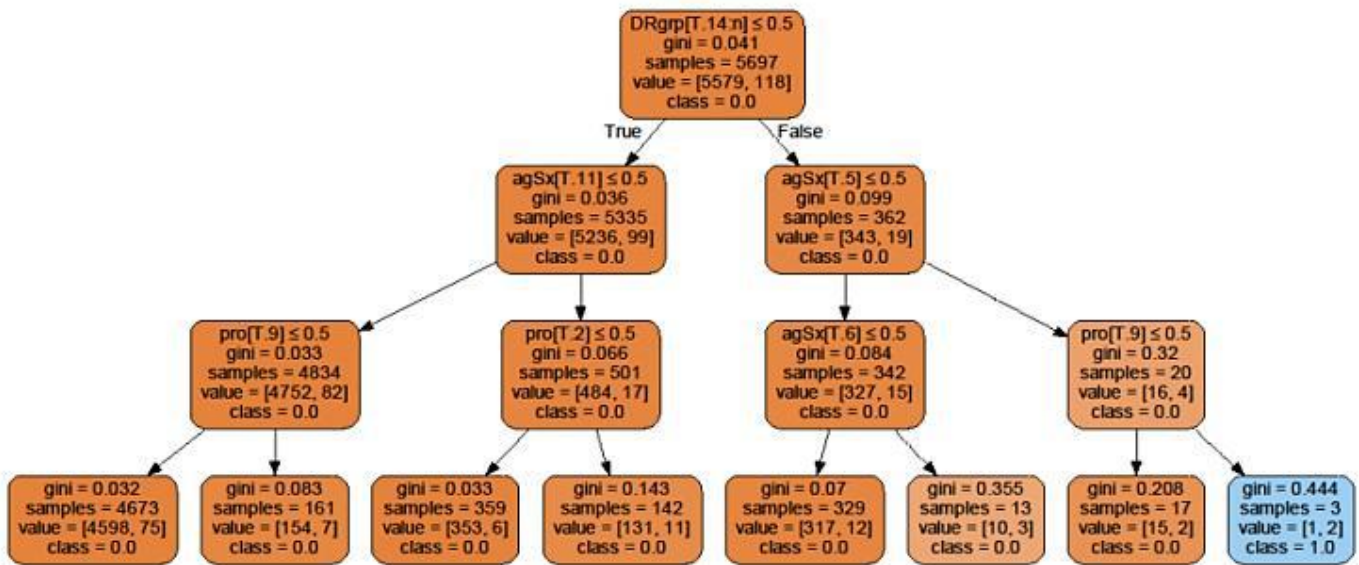 DRgrp[T.14:n] ≤ 0.5
gini = 0.041
samples = 5697
value = [5579, 118]
class = 0.0
True
False
agSx[T.11] ≤ 0.5
gini = 0.036
samples = 5335
value = [5236, 99]
class = 0.0
agSx[T.5] ≤ 0.5
gini = 0.099
samples = 362
value = [343, 19]
class = 0.0
pro[T.9] ≤ 0.5
gini = 0.033
samples = 4834
value = [4752, 82]
class = 0.0
pro[T.2] ≤ 0.5
gini = 0.066
samples = 501
value = [484, 17]
class = 0.0
agSx[T.6] ≤ 0.5
gini = 0.084
samples = 342
value = [327, 15]
class = 0.0
pro[T.9] ≤ 0.5
gini = 0.32
samples = 20
value = [16, 4]
class = 0.0
gini = 0.032
samples = 4673
value = [4598, 75]
class = 0.0
gini = 0.083
samples = 161
value = [154, 7]
class = 0.0
gini = 0.033
samples = 359
value = [353, 6]
class = 0.0
gini = 0.143
samples = 142
value = [131, 11]
class = 0.0
gini = 0.07
samples = 329
value = [317, 12]
class = 0.0
gini = 0.355
samples = 13
value = [10, 3]
class = 0.0
gini = 0.208
samples = 17
value = [15, 2]
class = 0.0
gini = 0.444
samples = 3
value = [1, 2]
class = 1.0